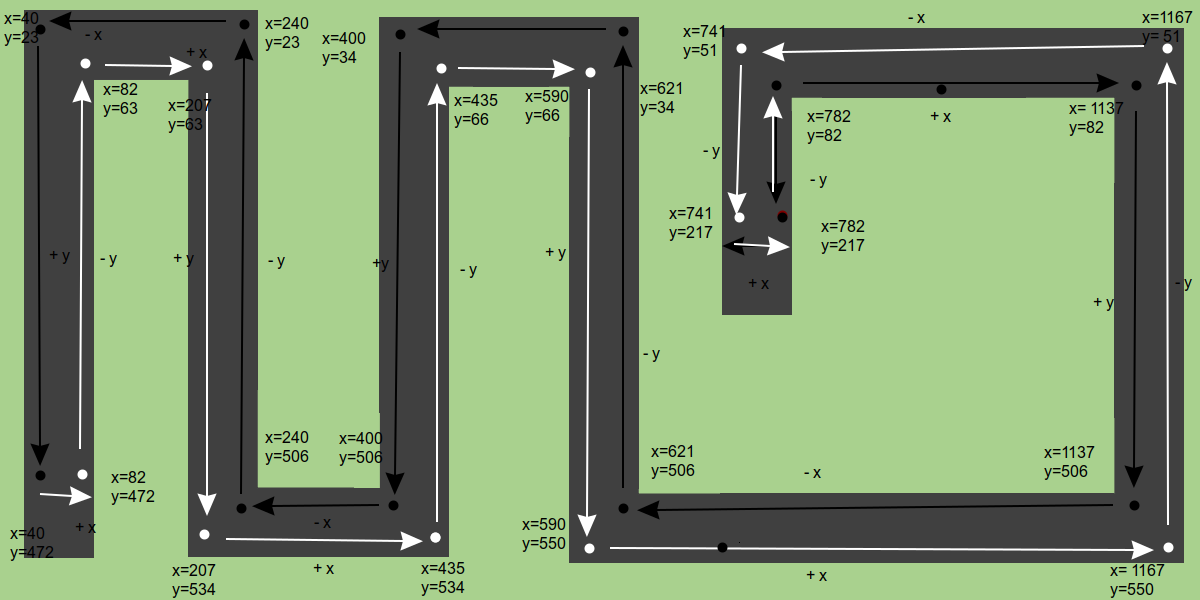 x=40
y=23
- x
+ x
x=240
y=23
x=400
y=34
x=82
y=63
x=207
y=63
x=435
y=66
x=590
y=66
x=621
y=34
x=741
y=51
- x
x=1167
y= 51
x=782
y=82
+ x
x= 1137
y=82
- y
- y
x=741
y=217
x=782
y=217
+ x
+ y
- y
+ y
- y
+y
- y
+ y
- y
+ y
- y
x=240
y=506
x=400
y=506
x=621
y=506
- x
x=1137
y=506
x=82
y=472
x=40
y=472
+ x
- x
x=590
y=550
x=207
y=534
+ x
x=435
y=534
+ x
x= 1167
y=550